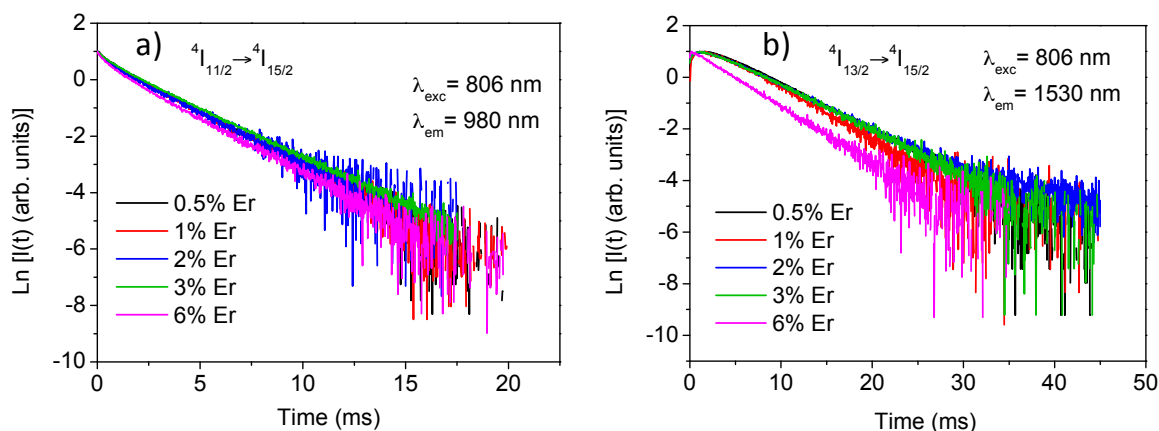 a)
⁴I₁₁/₂→⁴I₁₅/₂
λexc= 806 nm
λem= 980 nm
2
0
-2
-4
-6
-8
-10
Ln [I(t) (arb. units)]
0.5% Er
1% Er
2% Er
3% Er
6% Er
0 5 10 15 20
Time (ms)
b)
⁴I₁₃/₂→⁴I₁₅/₂
λexc= 806 nm
λem= 1530 nm
2
0
-2
-4
-6
-8
-10
Ln [I(t) (arb. units)]
0.5% Er
1% Er
2% Er
3% Er
6% Er
0 10 20 30 40 50
Time (ms)